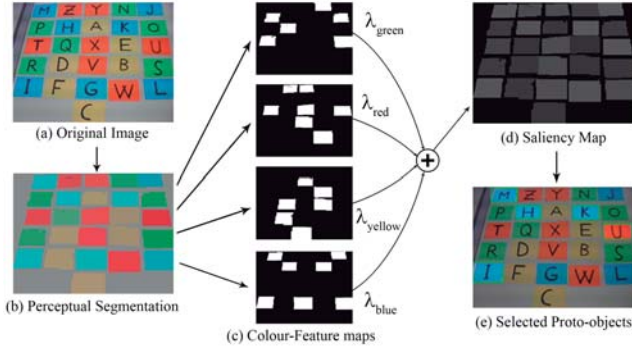 M Z Y N J
P H A K O
T Q X E U
R D V B S
I F G W L
C
(a) Original Image
(b) Perceptual Segmentation
λgreen
λred
λyellow
λblue
+
(c) Colour-Feature maps
(d) Saliency Map
M Z Y N J
P H A K O
T Q X E U
R D V B S
I F G W L
C
(e) Selected Proto-objects